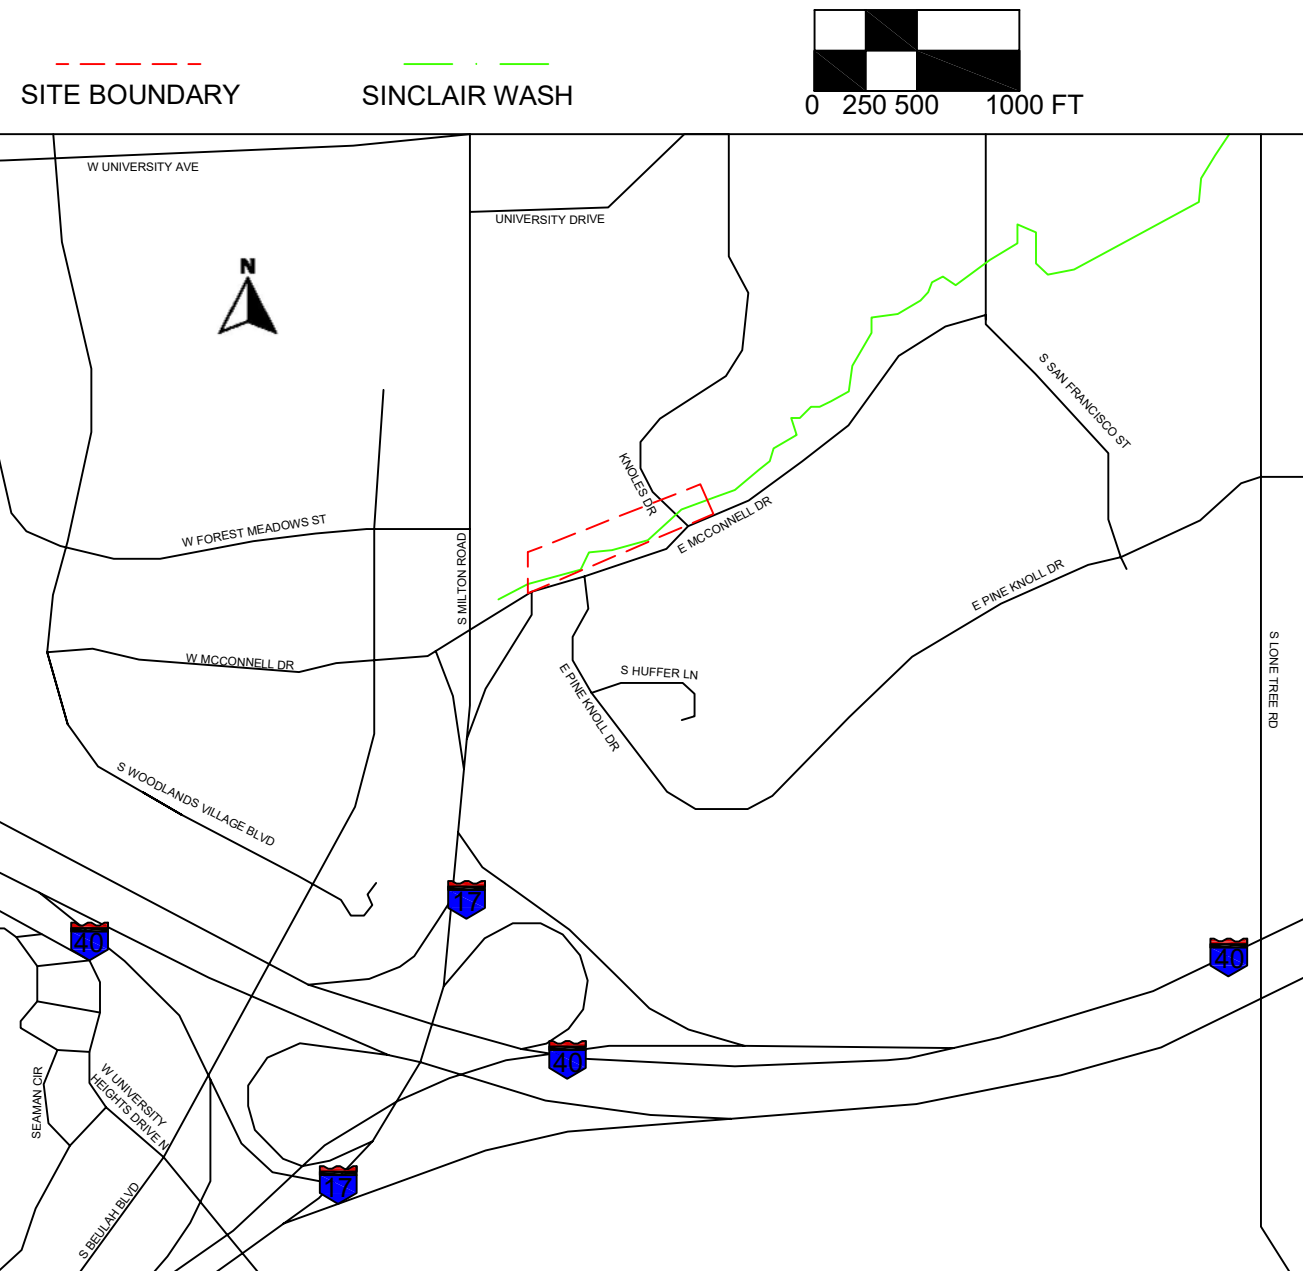 SITE BOUNDARY
SINCLAIR WASH
0 250 500 1000 FT
W UNIVERSITY AVE
UNIVERSITY DRIVE
N
S SAN FRANCISCO ST
KNOLES DR
W FOREST MEADOWS ST
E MCCONNELL DR
S MILTON ROAD
E PINE KNOLL DR
W MCCONNELL DR
S HUFFER LN
S LONE TREE RD
E PINE KNOLL DR
S WOODLANDS VILLAGE BLVD
17
40
40
40
SEAMAN CIR
W UNIVERSITY
HEIGHTS DRIVE N
17
S BEULAH BLVD